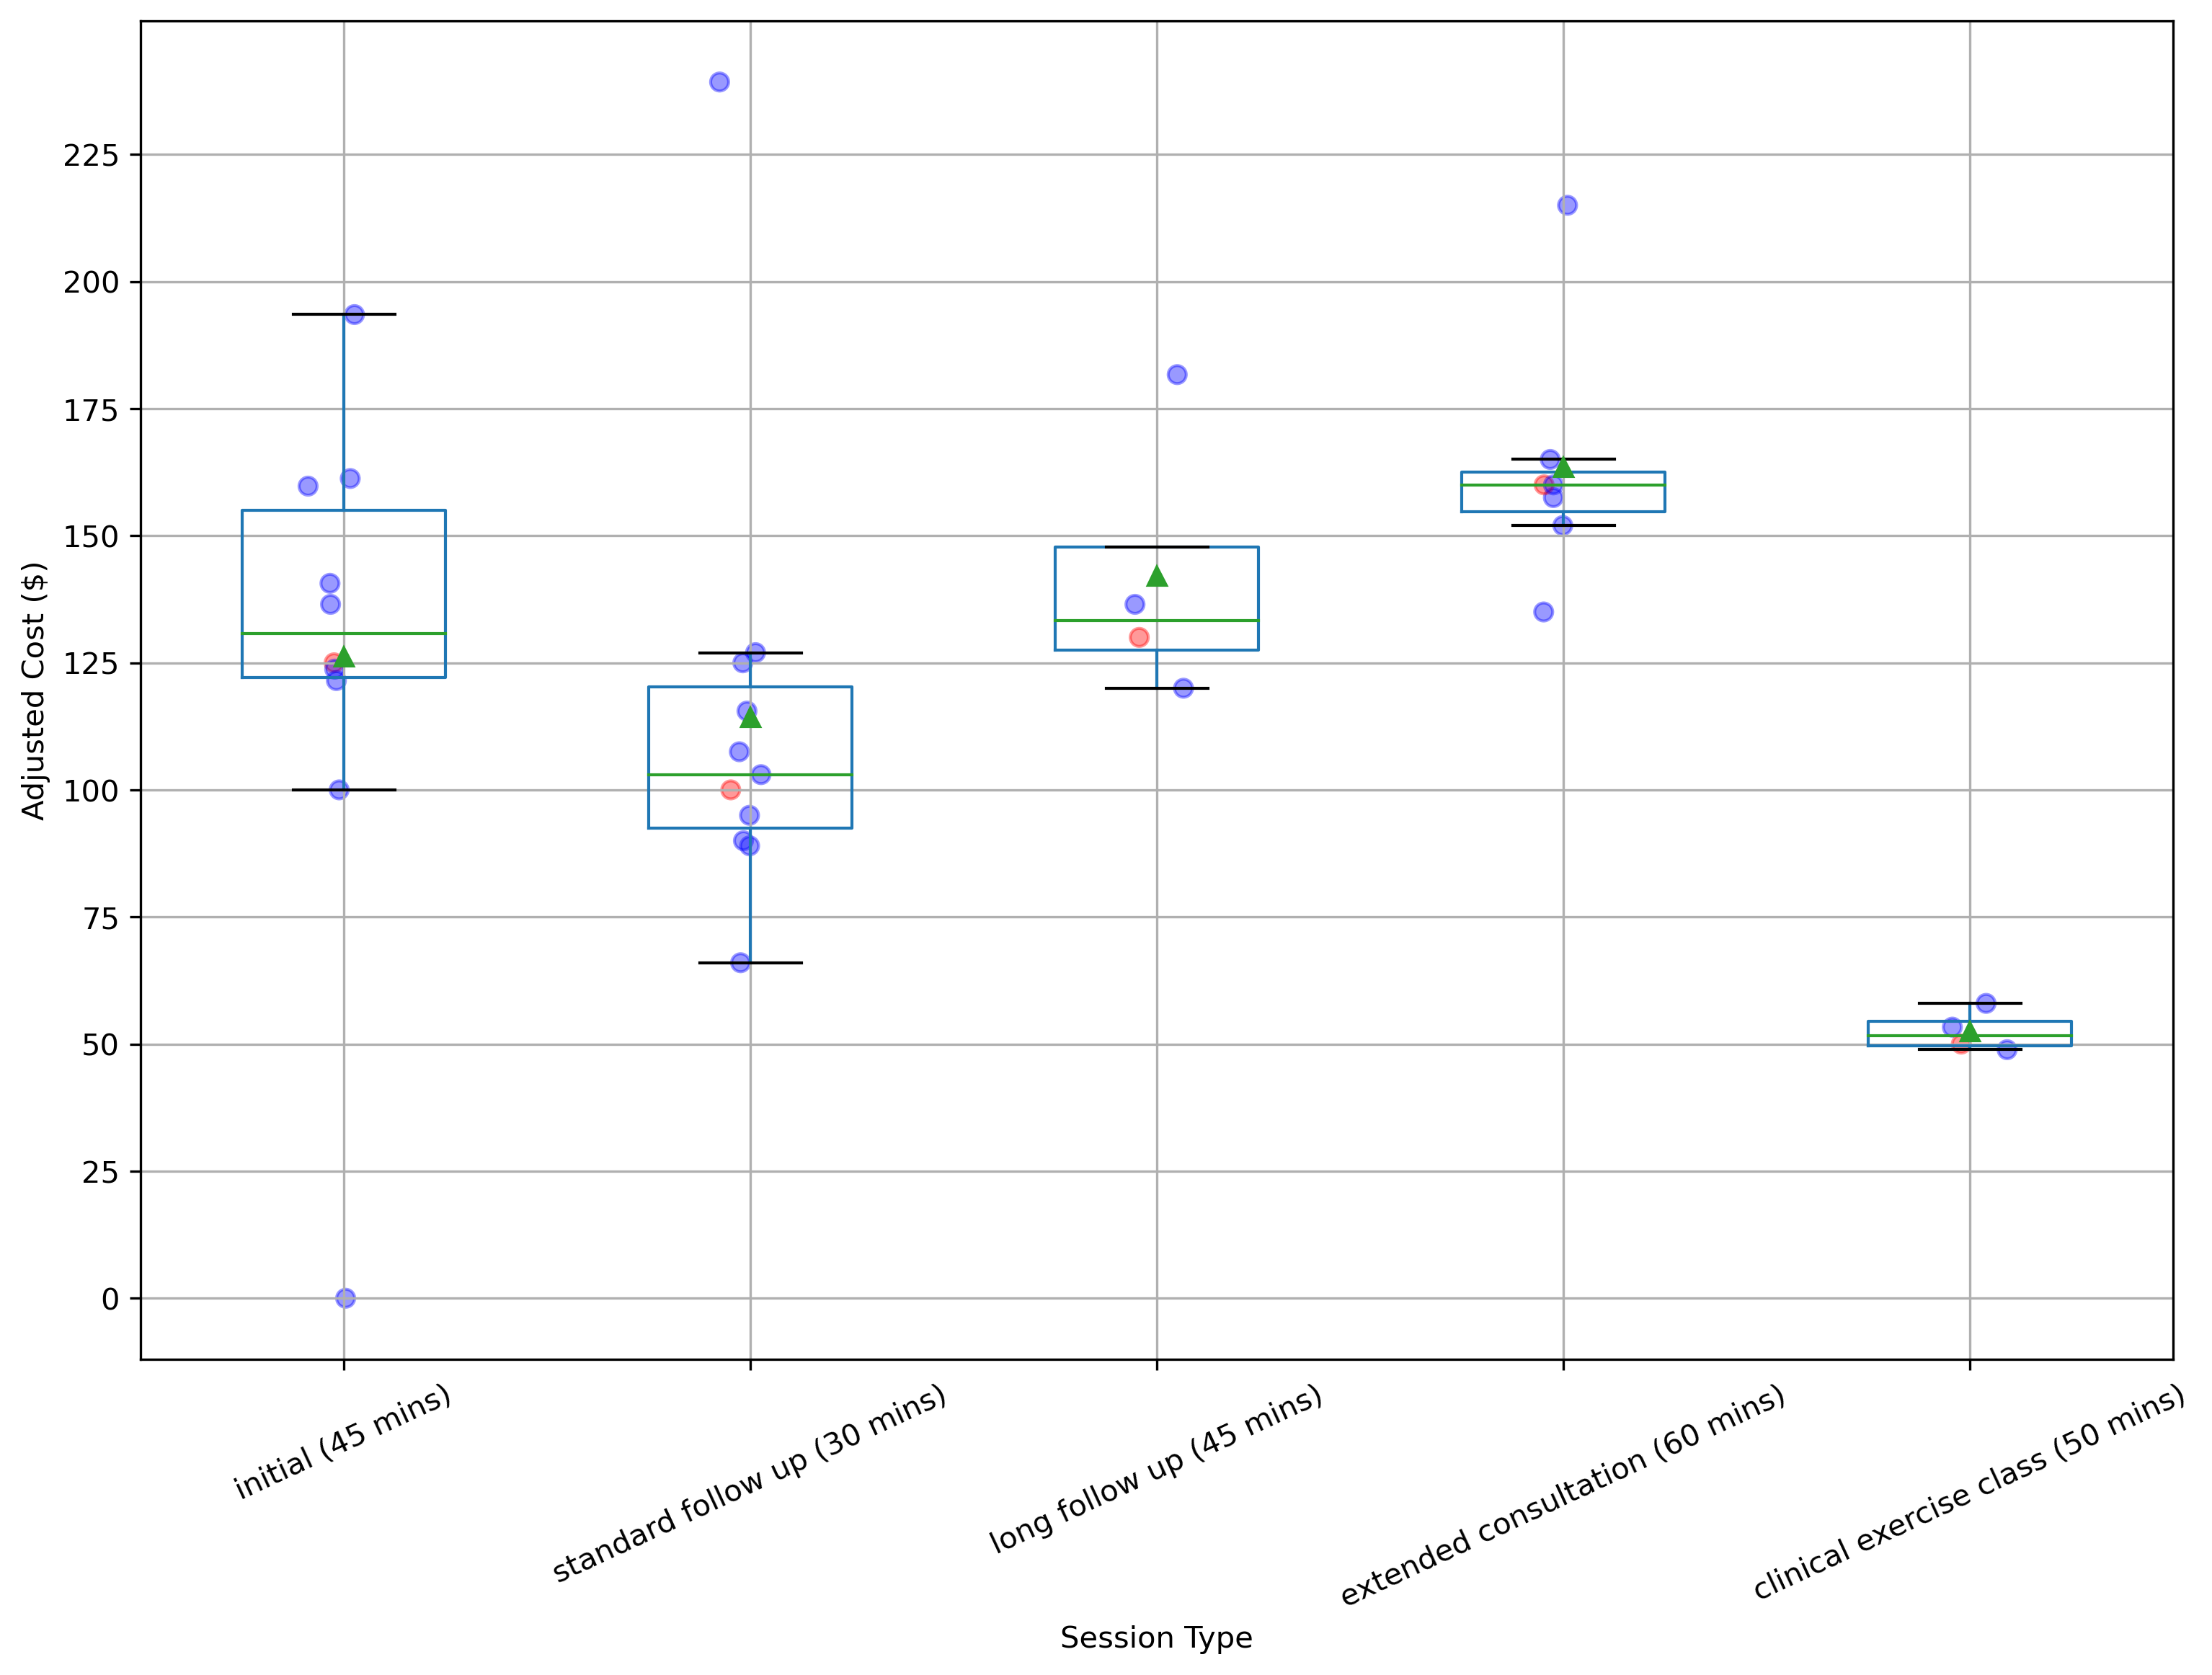 225
200
175
150
125
100
75
50
25
0
Adjusted Cost ($)
initial (45 mins)
standard follow up (30 mins)
long follow up (45 mins)
extended consultation (60 mins)
clinical exercise class (50 mins)
Session Type